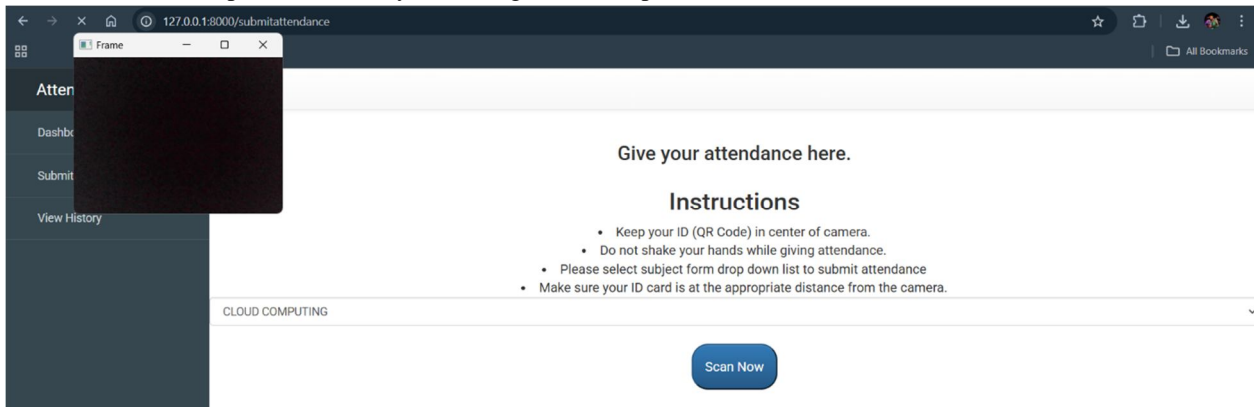 127.0.0.1:8000/submitattendance
Frame
All Bookmarks
Atten
Dashbo
Submit
View History
Give your attendance here.
Instructions
• Keep your ID (QR Code) in center of camera.
• Do not shake your hands while giving attendance.
• Please select subject form drop down list to submit attendance
• Make sure your ID card is at the appropriate distance from the camera.
CLOUD COMPUTING
Scan Now